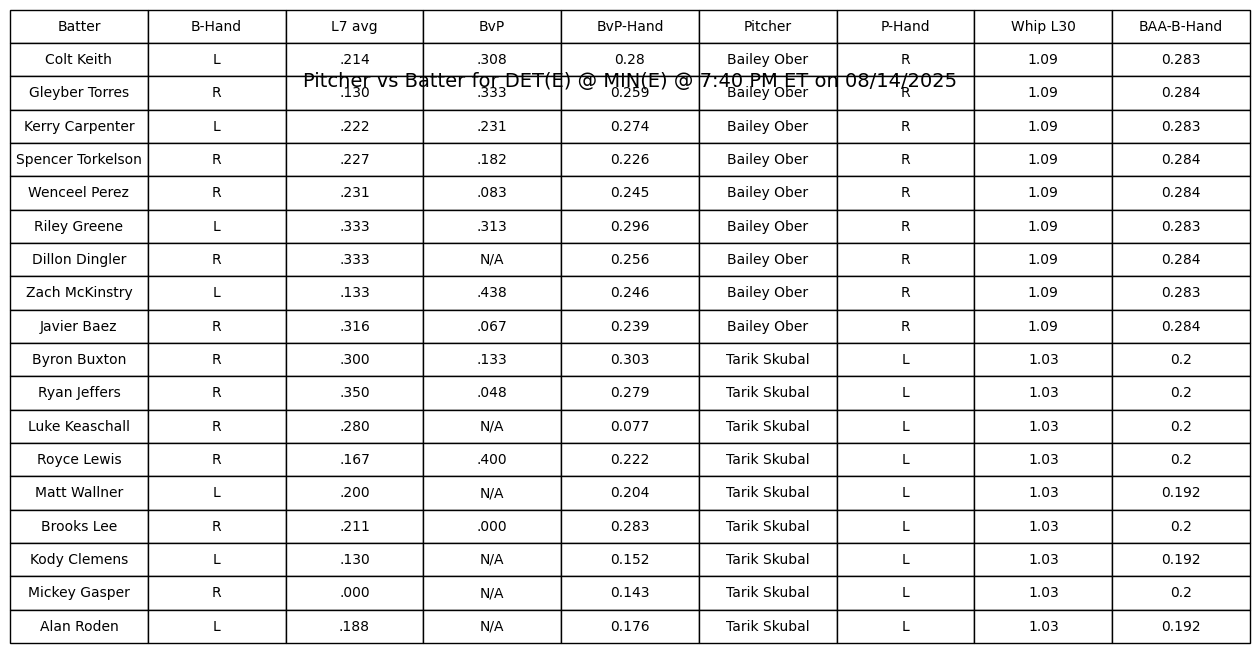 Batter B-Hand L7 avg BvP BvP-Hand Pitcher P-Hand Whip L30 BAA-B-Hand
Colt Keith L .214 .308 0.28 Bailey Ober R 1.09 0.283
Pitcher vs Batter for DET(E) @ MIN(E) @ 7:40 PM ET on 08/14/2025
Gleyber Torres R .130 .333 0.259 Bailey Ober R 1.09 0.284
Kerry Carpenter L .222 .231 0.274 Bailey Ober R 1.09 0.283
Spencer Torkelson R .227 .182 0.226 Bailey Ober R 1.09 0.284
Wenceel Perez R .231 .083 0.245 Bailey Ober R 1.09 0.284
Riley Greene L .333 .313 0.296 Bailey Ober R 1.09 0.283
Dillon Dingler R .333 N/A 0.256 Bailey Ober R 1.09 0.284
Zach McKinstry L .133 .438 0.246 Bailey Ober R 1.09 0.283
Javier Baez R .316 .067 0.239 Bailey Ober R 1.09 0.284
Byron Buxton R .300 .133 0.303 Tarik Skubal L 1.03 0.2
Ryan Jeffers R .350 .048 0.279 Tarik Skubal L 1.03 0.2
Luke Keaschall R .280 N/A 0.077 Tarik Skubal L 1.03 0.2
Royce Lewis R .167 .400 0.222 Tarik Skubal L 1.03 0.2
Matt Wallner L .200 N/A 0.204 Tarik Skubal L 1.03 0.192
Brooks Lee R .211 .000 0.283 Tarik Skubal L 1.03 0.2
Kody Clemens L .130 N/A 0.152 Tarik Skubal L 1.03 0.192
Mickey Gasper R .000 N/A 0.143 Tarik Skubal L 1.03 0.2
Alan Roden L .188 N/A 0.176 Tarik Skubal L 1.03 0.192